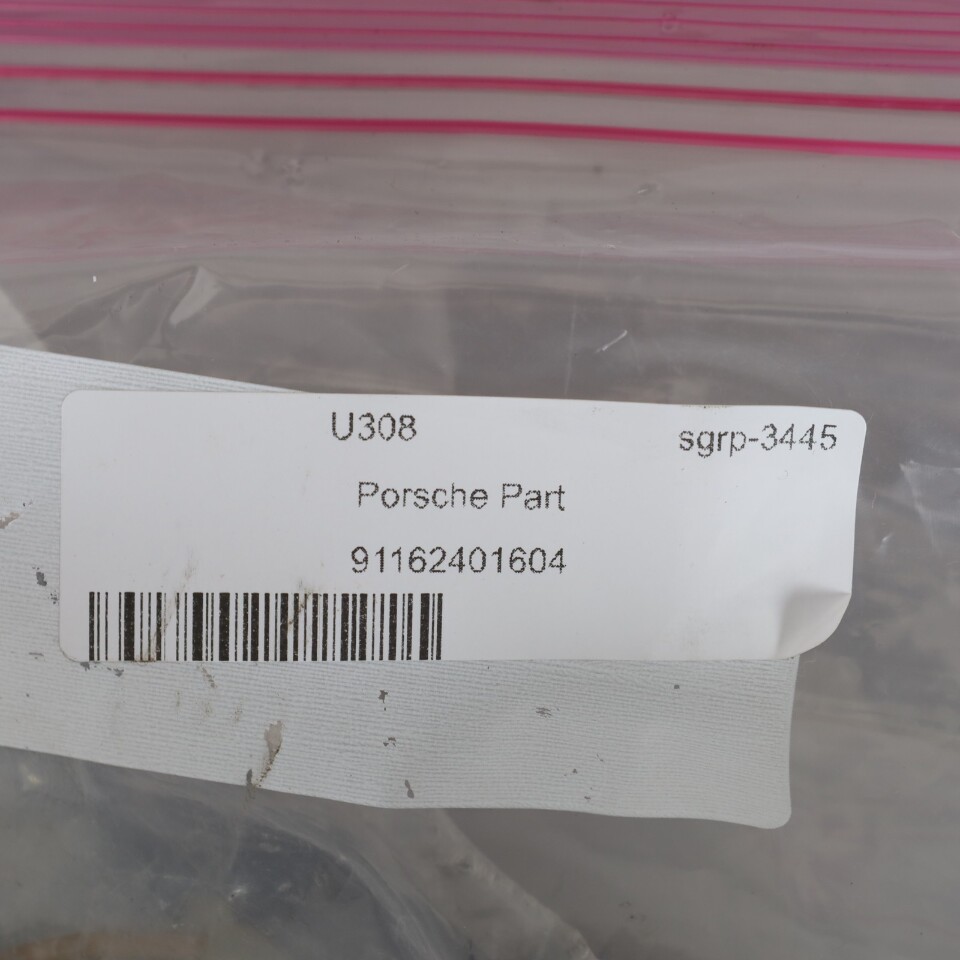 U308
sgrp-3445
Porsche Part
91162401604